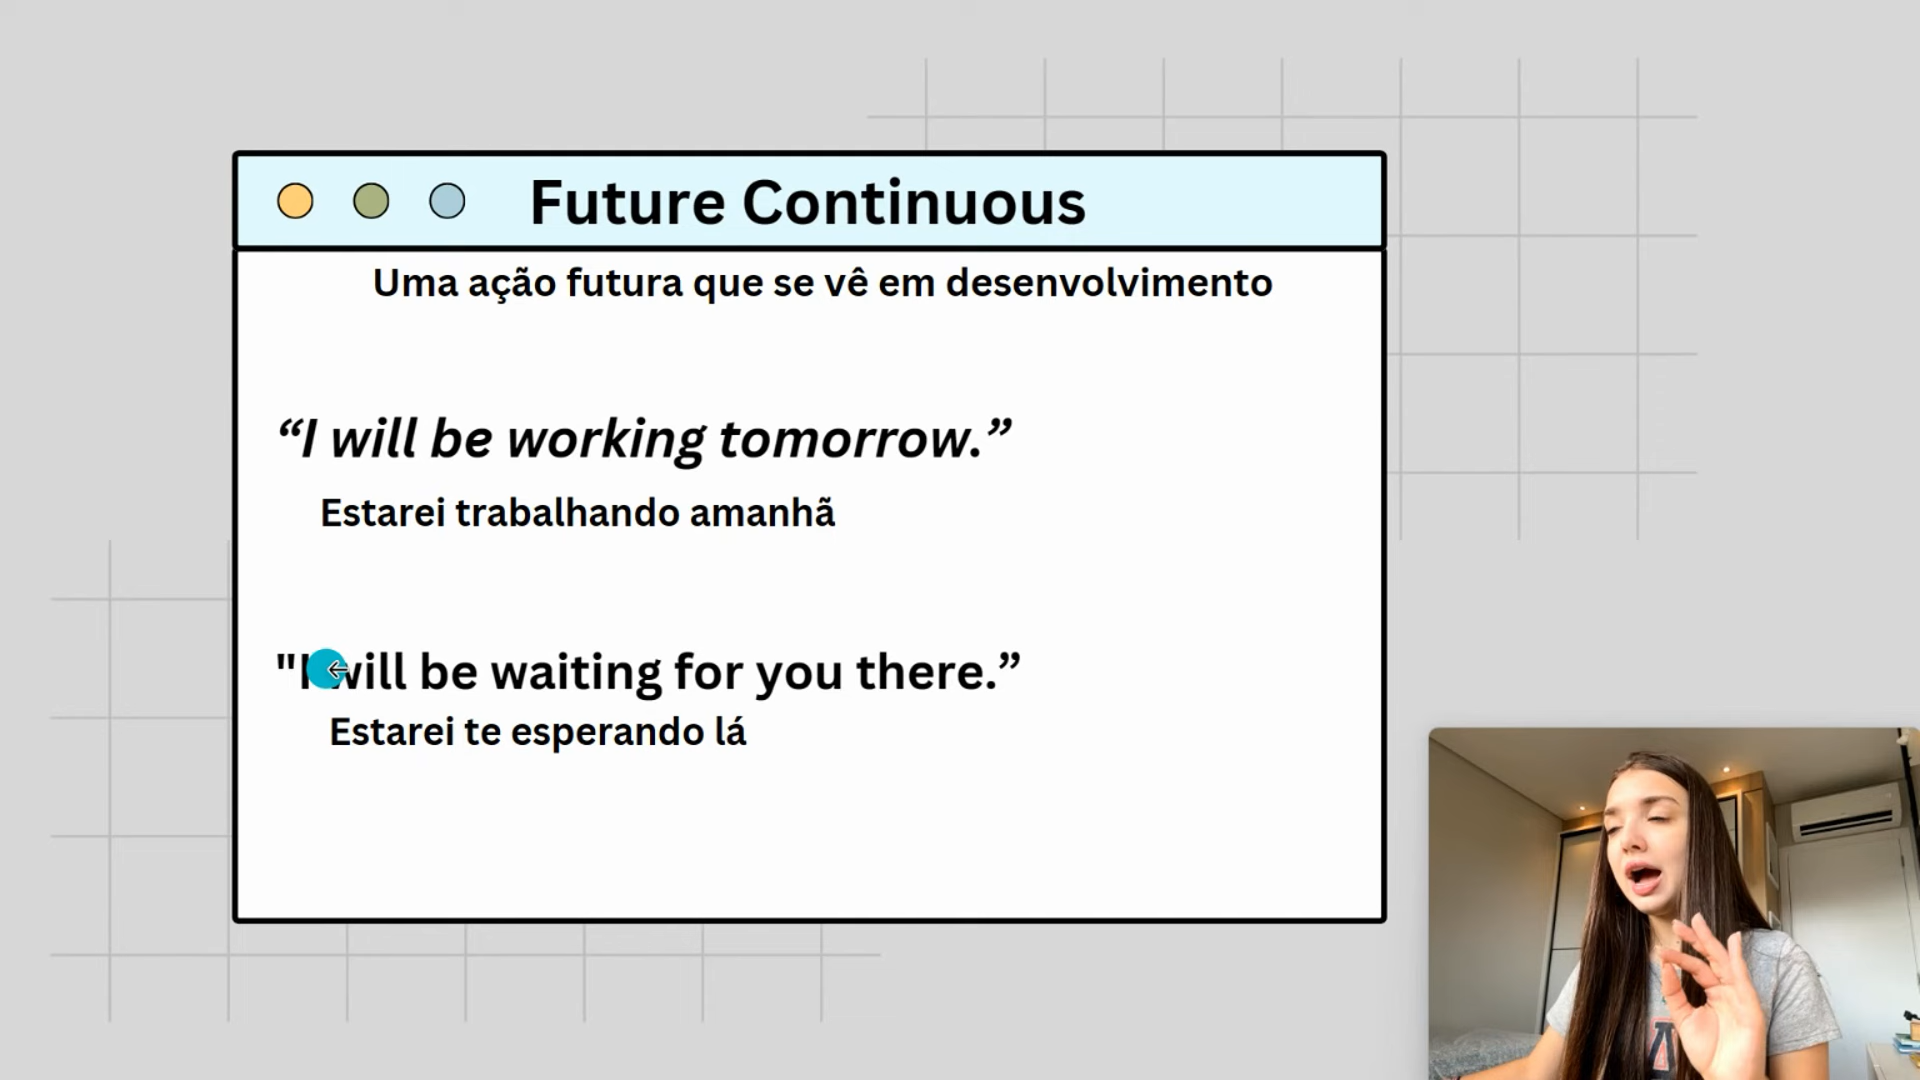 Future Continuous
Uma ação futura que se vê em desenvolvimento
“I will be working tomorrow.”
Estarei trabalhando amanhã
"I will be waiting for you there.”
Estarei te esperando lá